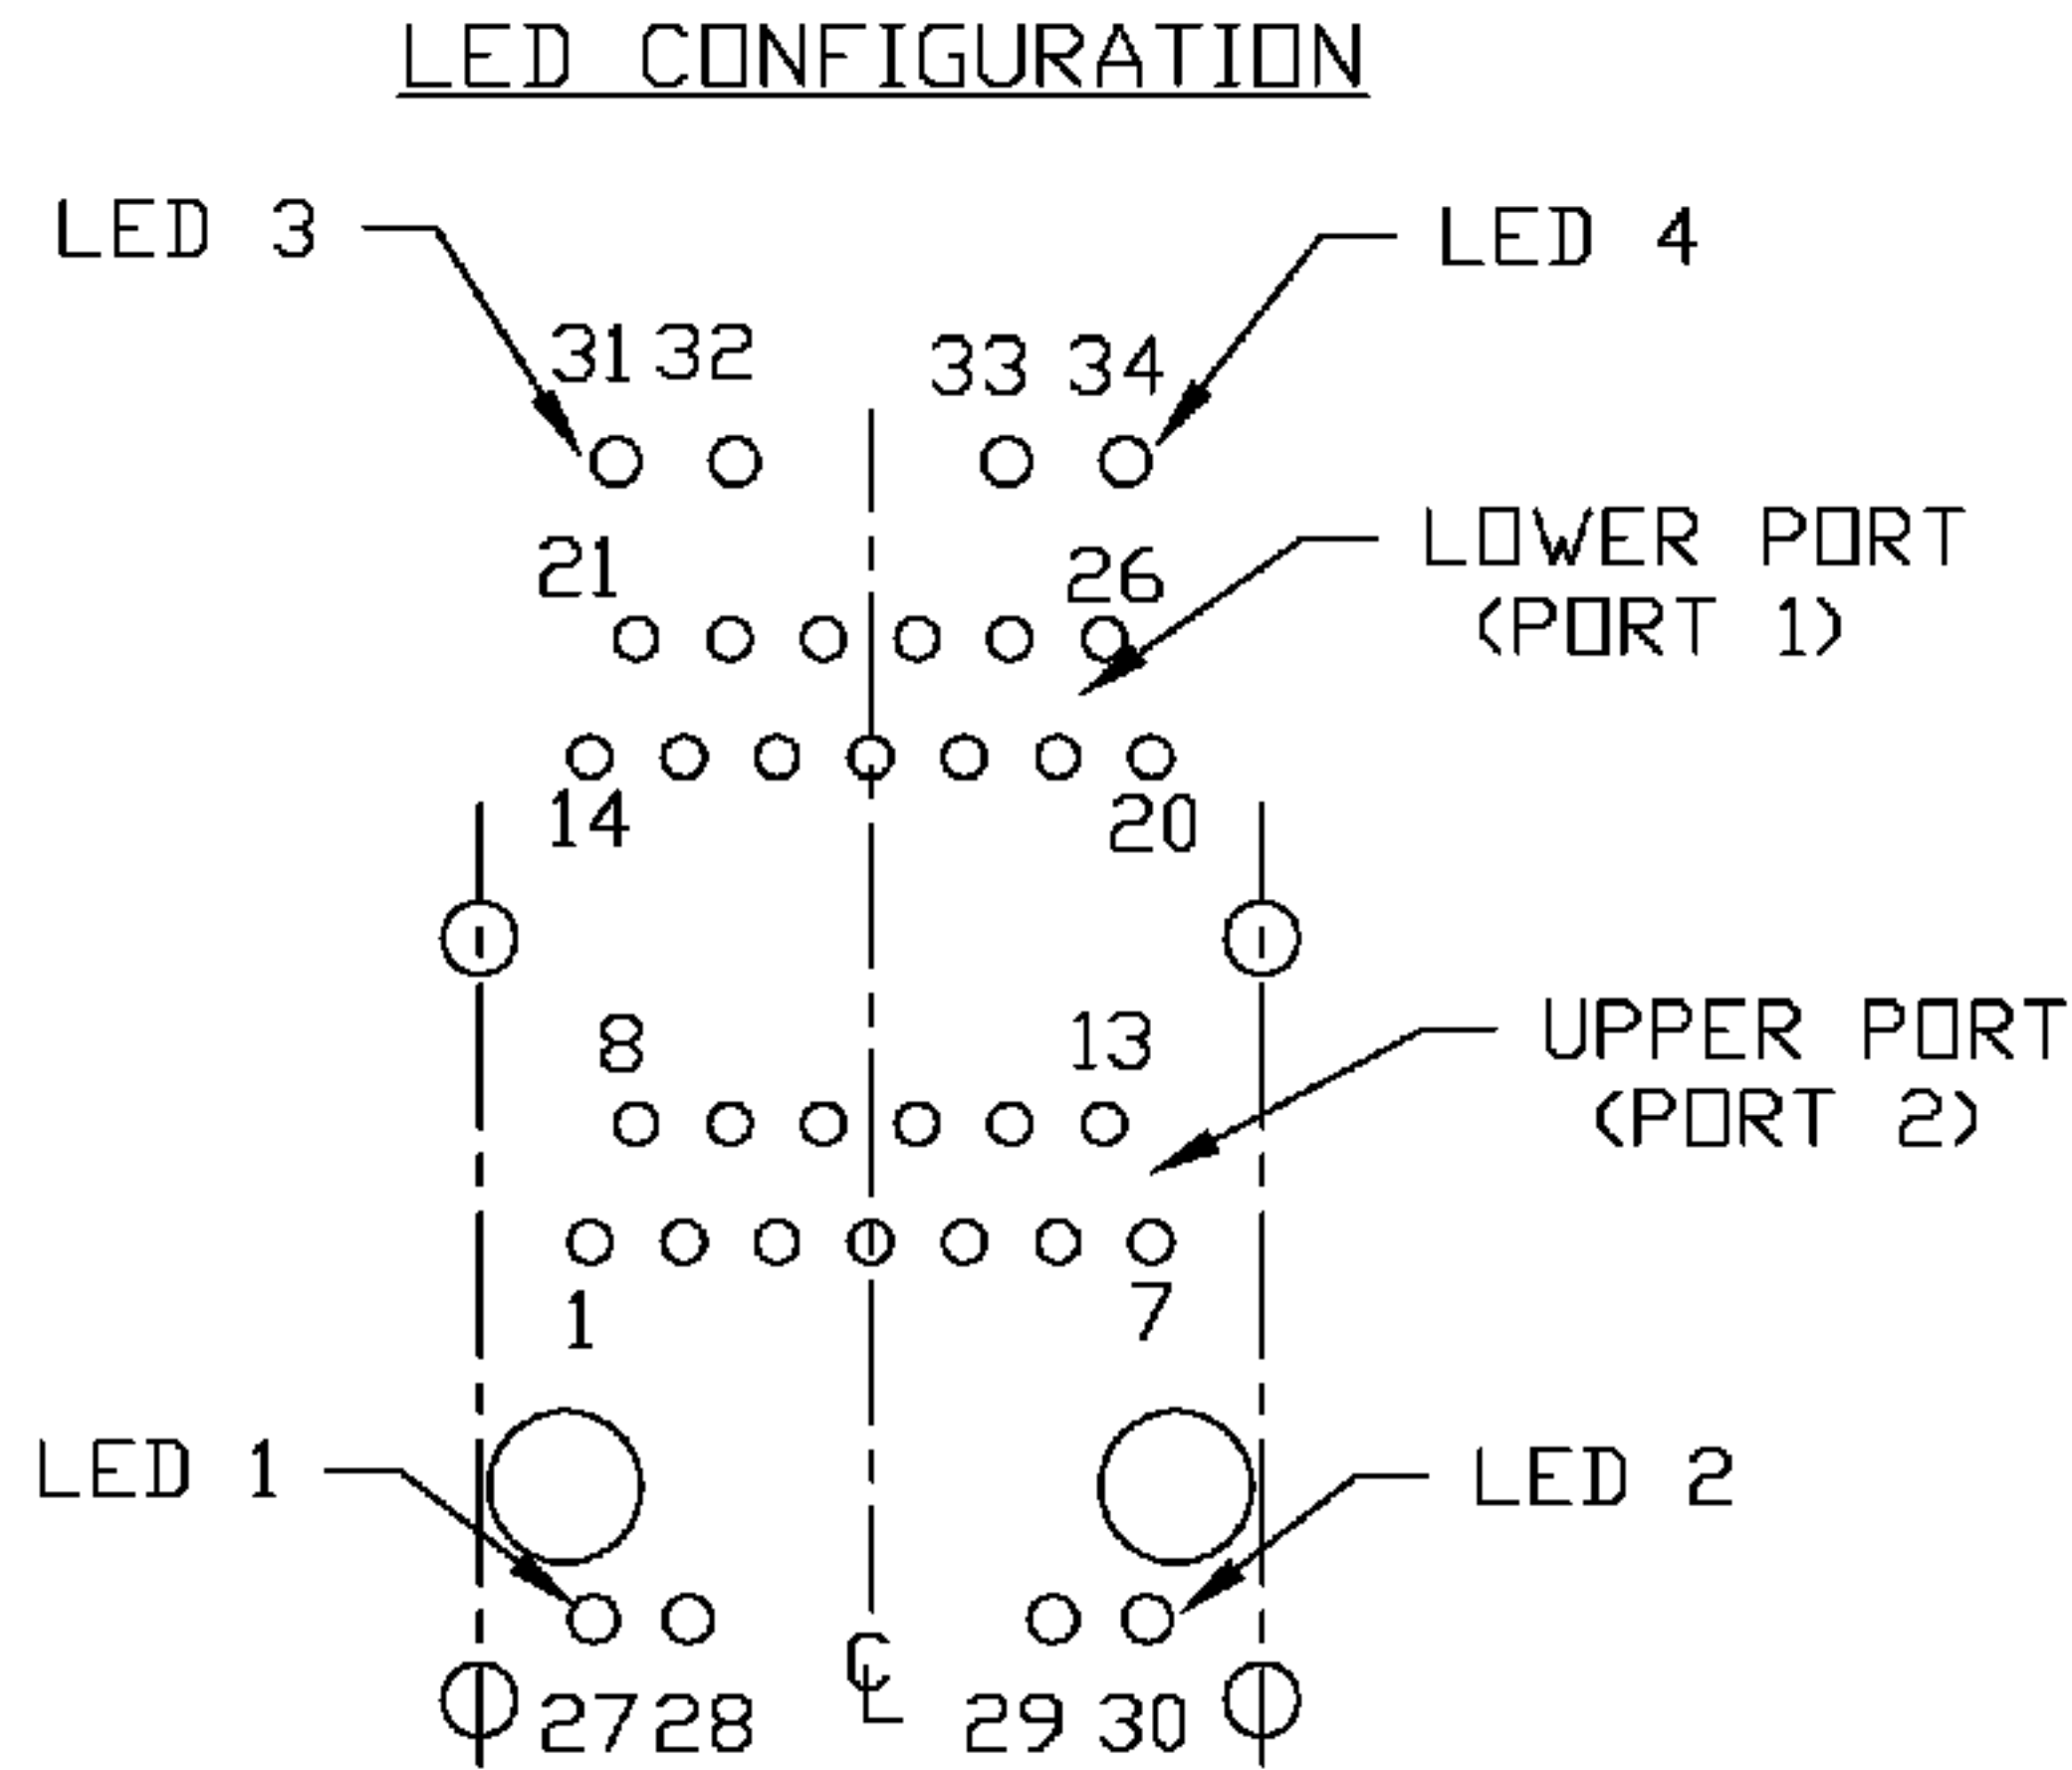 LED CONFIGURATION
LED 3
LED 4
31 32 33 34
LOWER PORT
(PORT 1)
21 26
14 20
UPPER PORT
(PORT 2)
8 13
1 7
LED 1
LED 2
CL
27 28 29 30